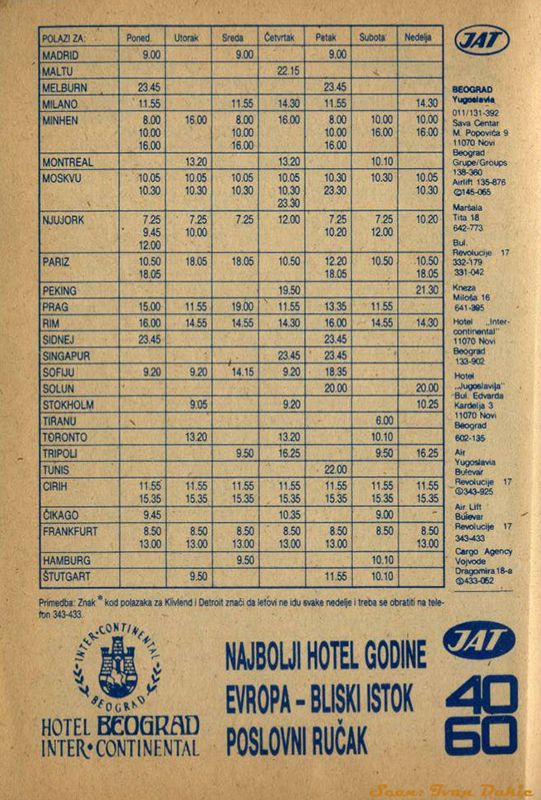 POLAZI ZA: Poned. Utorak Sreda Četvrtak Petak Subota Nedelja
MADRID 9.00 9.00 9.00
MALTU 22.15
MELBURN 23.45 23.45
MILANO 11.55 11.55 14.30 11.55 14.30
MINHEN 8.00 16.00 8.00 16.00 8.00 10.00 10.00
10.00 10.00 10.00 16.00 16.00
16.00 16.00 16.00
MONTREAL 13.20 13.20 10.10
MOSKVU 10.05 10.05 10.05 10.05 10.30 10.30 10.05
10.30 10.30 10.30 10.30 23.30 10.30
23.30
NJUJORK 7.25 7.25 7.25 12.00 7.25 7.25 10.20
9.45 10.00 10.20 12.00
12.00
PARIZ 10.50 18.05 18.05 10.50 12.20 10.50 10.50
18.05 18.05 18.05
PEKING 19.50 21.30
PRAG 15.00 11.55 19.00 11.55 13.35 11.55
RIM 16.00 14.55 14.55 14.30 16.00 14.55 14.30
SIDNEJ 23.45 23.45
SINGAPUR 23.45 23.45
SOFIJU 9.20 9.20 14.15 9.20 18.35
SOLUN 20.00 20.00
STOKHOLM 9.05 9.20 10.25
TIRANU 6.00
TORONTO 13.20 13.20 10.10
TRIPOLI 9.50 16.25 9.50 16.25
TUNIS 22.00
CIRIH 11.55 11.55 11.55 11.55 11.55 11.55 11.55
15.35 15.35 15.35 15.35 15.35 15.35 15.35
ČIKAGO 9.45 10.35 9.00
FRANKFURT 8.50 8.50 8.50 8.50 8.50 8.50 8.50
13.00 13.00 13.00 13.00 13.00 13.00 13.00
HAMBURG 9.50 10.10
ŠTUTGART 9.50 11.55 10.10
JAT
BEOGRAD
Yugoslavia
011/131-392
Sava Centar
M. Popovića 9
11070 Novi
Beograd
Grupe/Groups
138-360
Airlift 135-876
✆145-065
Maršala
Tita 18
642-773
Bul.
Revolucije 17
332-179
331-042
Kneza
Miloša 16
641-895
Hotel „Inter-
continental"
11070 Novi
Beograd
133-902
Hotel
„Jugoslavija"
Bul. Edvarda
Kardelja 3
11070 Novi
Beograd
602-135
Air
Yugoslavia
Bulevar
Revolucije 17
✆343-925
Air Lift
Bulevar
Revolucije 17
343-433
Cargo Agency
Vojvode
Dragomira 18-a
✆433-052
Primedba: Znak * kod polazaka za Klivlend i Detroit znači da letovi ne idu svake nedelje i treba se obratiti na tele-
fon 343-433.
INTER•CONTINENTAL
BEOGRAD
HOTEL BEOGRAD
INTER•CONTINENTAL
NAJBOLJI HOTEL GODINE
EVROPA – BLISKI ISTOK
POSLOVNI RUČAK
JAT
40
60
Scan: Ivan Dukic